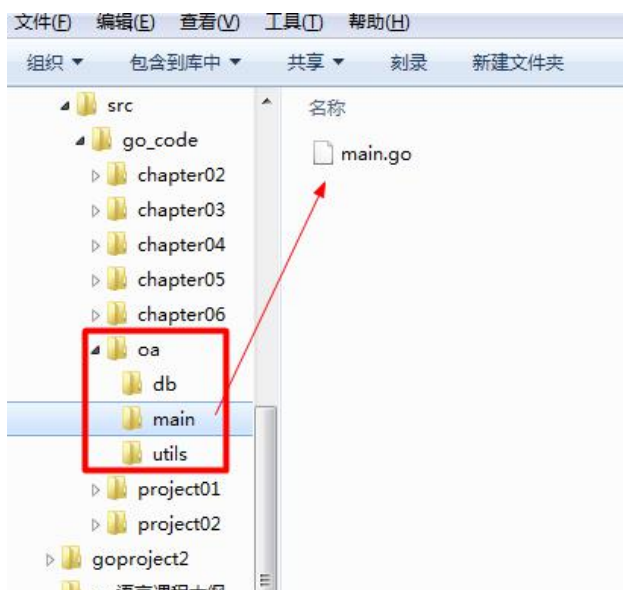 文件(F) 编辑(E) 查看(V) 工具(T) 帮助(H)
组织 包含到库中 共享 刻录 新建文件夹
src
go_code
chapter02
chapter03
chapter04
chapter05
chapter06
oa
db
main
utils
project01
project02
goproject2
名称
main.go